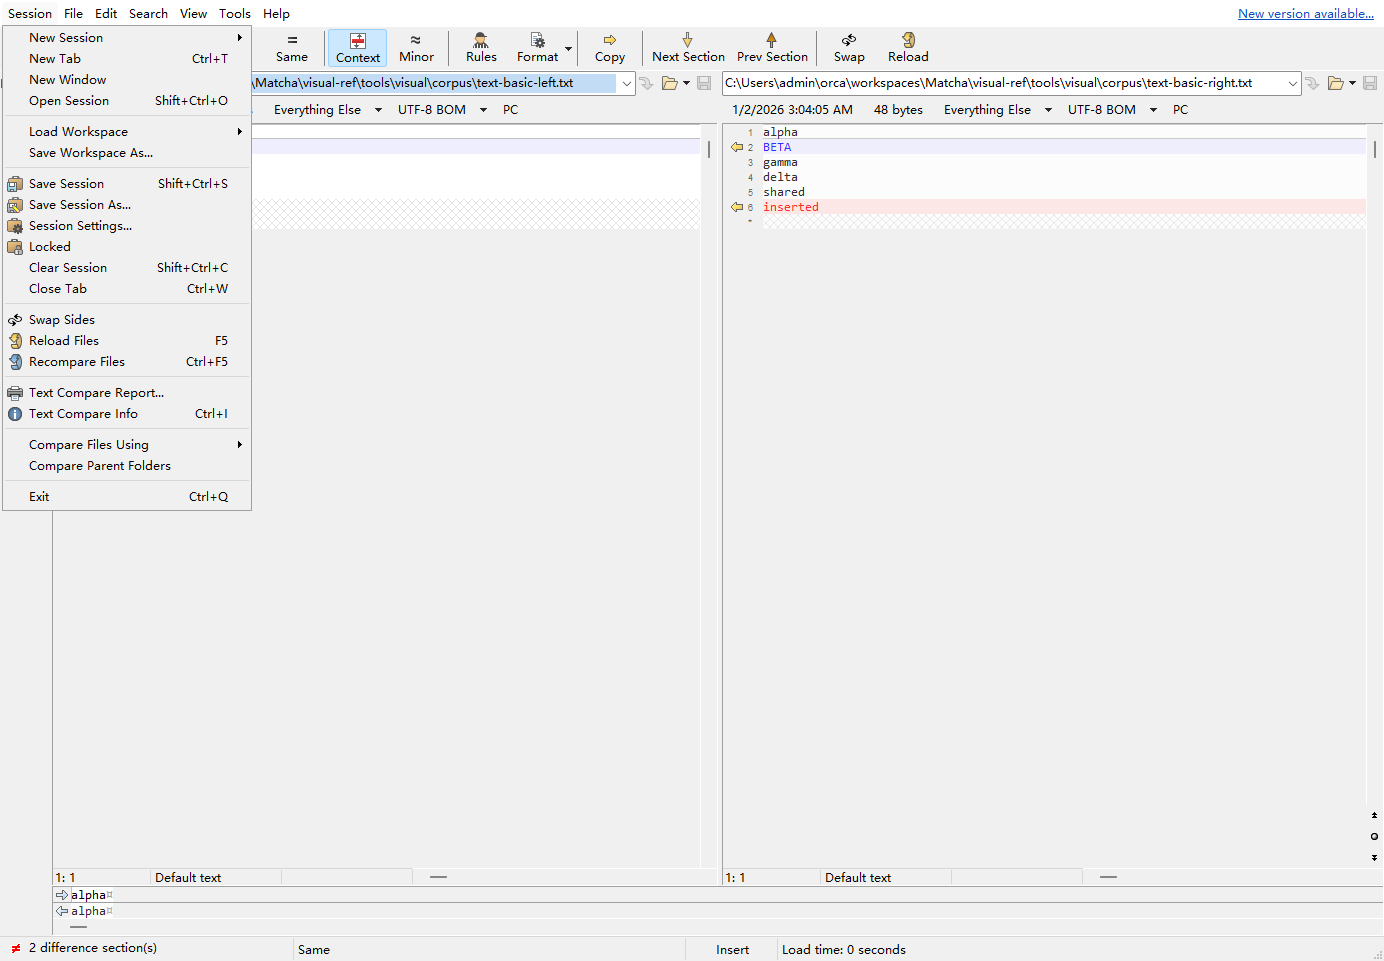 Session File Edit Search View Tools Help New version available...
New Session
New Tab Ctrl+T
New Window
Open Session Shift+Ctrl+O
Load Workspace
Save Workspace As...
Save Session Shift+Ctrl+S
Save Session As...
Session Settings...
Locked
Clear Session Shift+Ctrl+C
Close Tab Ctrl+W
Swap Sides
Reload Files F5
Recompare Files Ctrl+F5
Text Compare Report...
Text Compare Info Ctrl+I
Compare Files Using
Compare Parent Folders
Exit Ctrl+Q
Same Context Minor Rules Format Copy Next Section Prev Section Swap Reload
\Matcha\visual-ref\tools\visual\corpus\text-basic-left.txt
Everything Else UTF-8 BOM PC
C:\Users\admin\orca\workspaces\Matcha\visual-ref\tools\visual\corpus\text-basic-right.txt
1/2/2026 3:04:05 AM 48 bytes Everything Else UTF-8 BOM PC
1 alpha
2 BETA
3 gamma
4 delta
5 shared
6 inserted
1: 1 Default text
1: 1 Default text
alpha¤
alpha¤
2 difference section(s) Same Insert Load time: 0 seconds